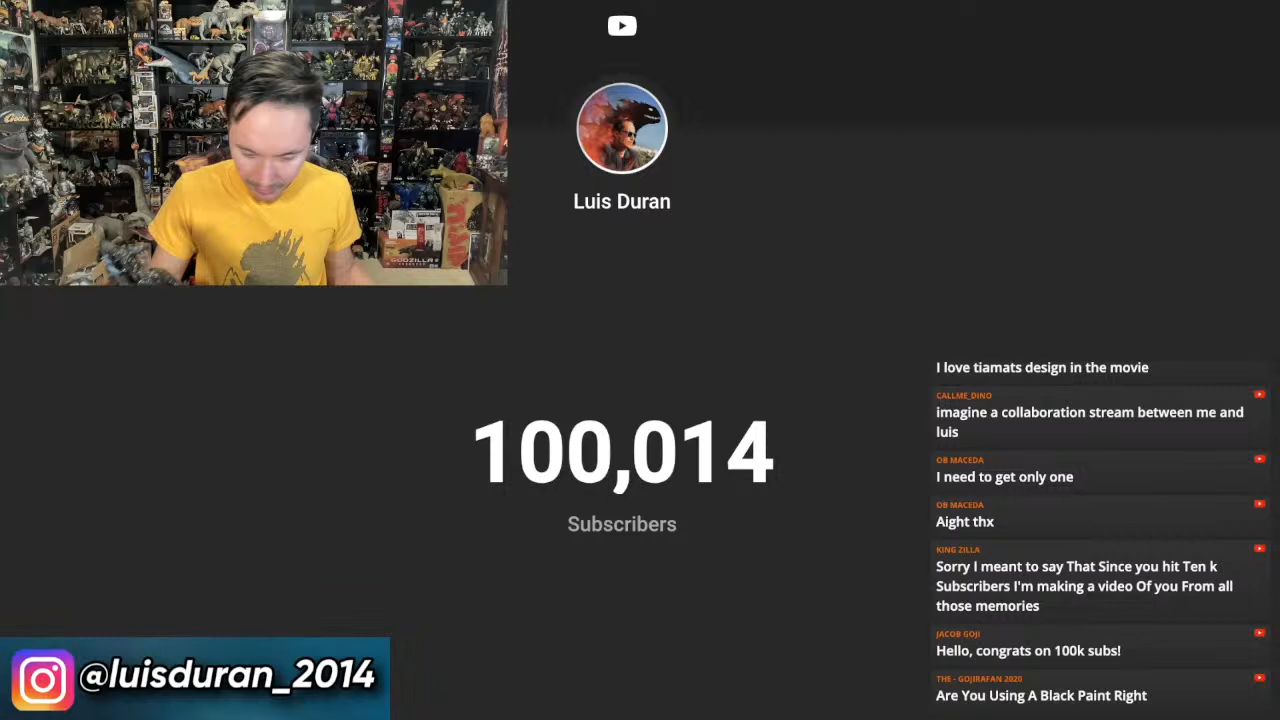 Luis Duran
100,014
Subscribers
I love tiamats design in the movie
CALLME_DINO
imagine a collaboration stream between me and
luis
OB MACEDA
I need to get only one
OB MACEDA
Aight thx
KING ZILLA
Sorry I meant to say That Since you hit Ten k
Subscribers I'm making a video Of you From all
those memories
JACOB GOJI
Hello, congrats on 100k subs!
THE - GOJIRAFAN 2020
Are You Using A Black Paint Right
@luisduran_2014
GODZILLA